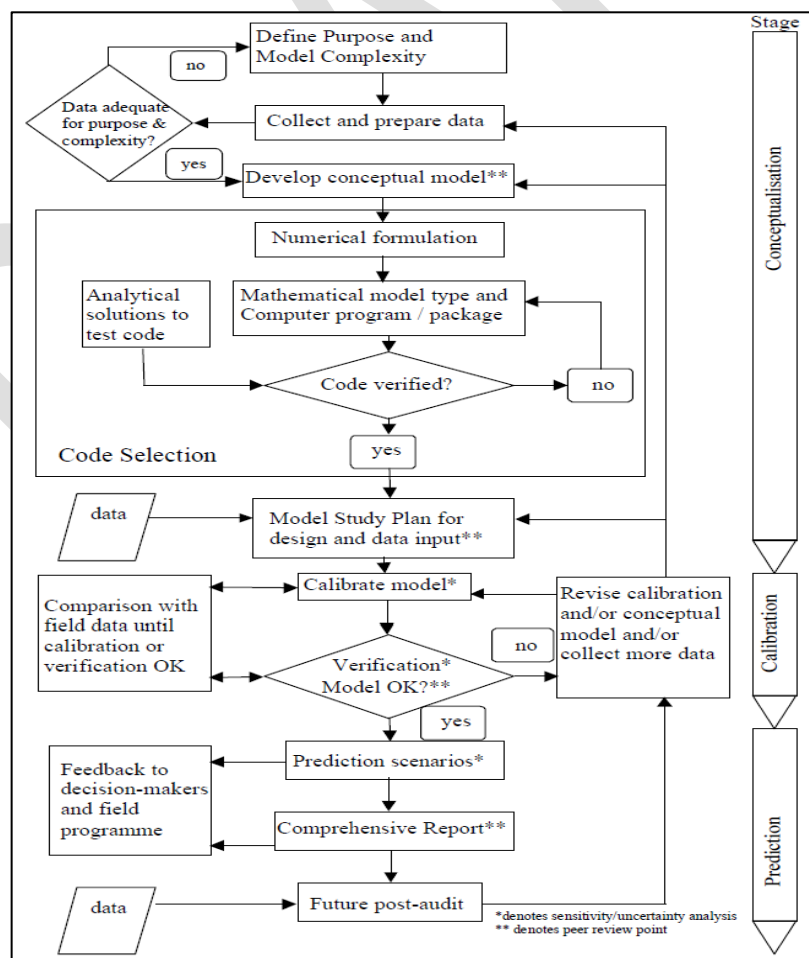 Stage
Define Purpose and
Model Complexity
no
Data adequate
for purpose &
complexity?
Collect and prepare data
yes
Develop conceptual model**
Numerical formulation
Analytical
solutions to
test code
Mathematical model type and
Computer program / package
Code verified?
no
yes
Code Selection
data
Model Study Plan for
design and data input**
Calibrate model*
Comparison with
field data until
calibration or
verification OK
Revise calibration
and/or conceptual
model and/or
collect more data
no
Verification*
Model OK?**
yes
Prediction scenarios*
Feedback to
decision-makers
and field
programme
Comprehensive Report**
data
Future post-audit
*denotes sensitivity/uncertainty analysis
** denotes peer review point
Conceptualisation
Calibration
Prediction